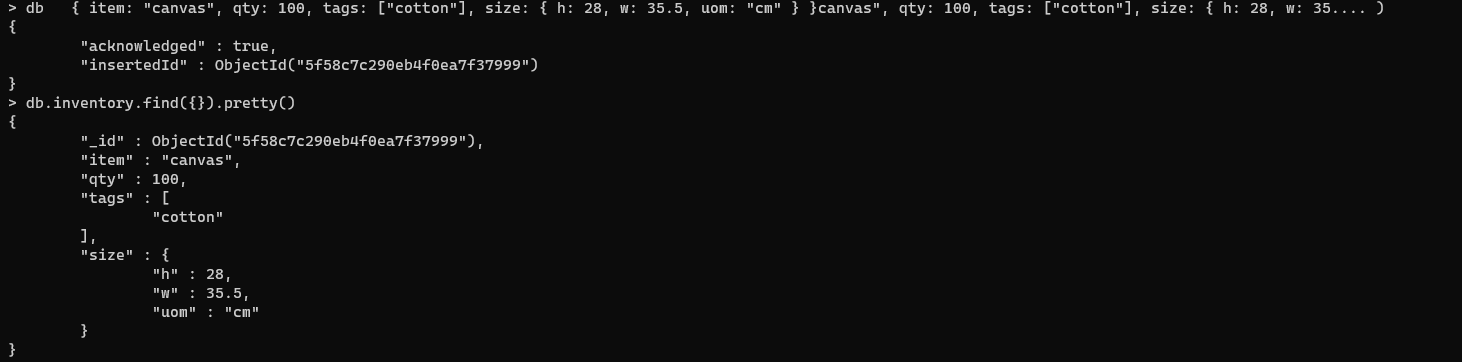 > db   { item: "canvas", qty: 100, tags: ["cotton"], size: { h: 28, w: 35.5, uom: "cm" } }canvas", qty: 100, tags: ["cotton"], size: { h: 28, w: 35.... )
{
        "acknowledged" : true,
        "insertedId" : ObjectId("5f58c7c290eb4f0ea7f37999")
}
> db.inventory.find({}).pretty()
{
        "_id" : ObjectId("5f58c7c290eb4f0ea7f37999"),
        "item" : "canvas",
        "qty" : 100,
        "tags" : [
                "cotton"
        ],
        "size" : {
                "h" : 28,
                "w" : 35.5,
                "uom" : "cm"
        }
}